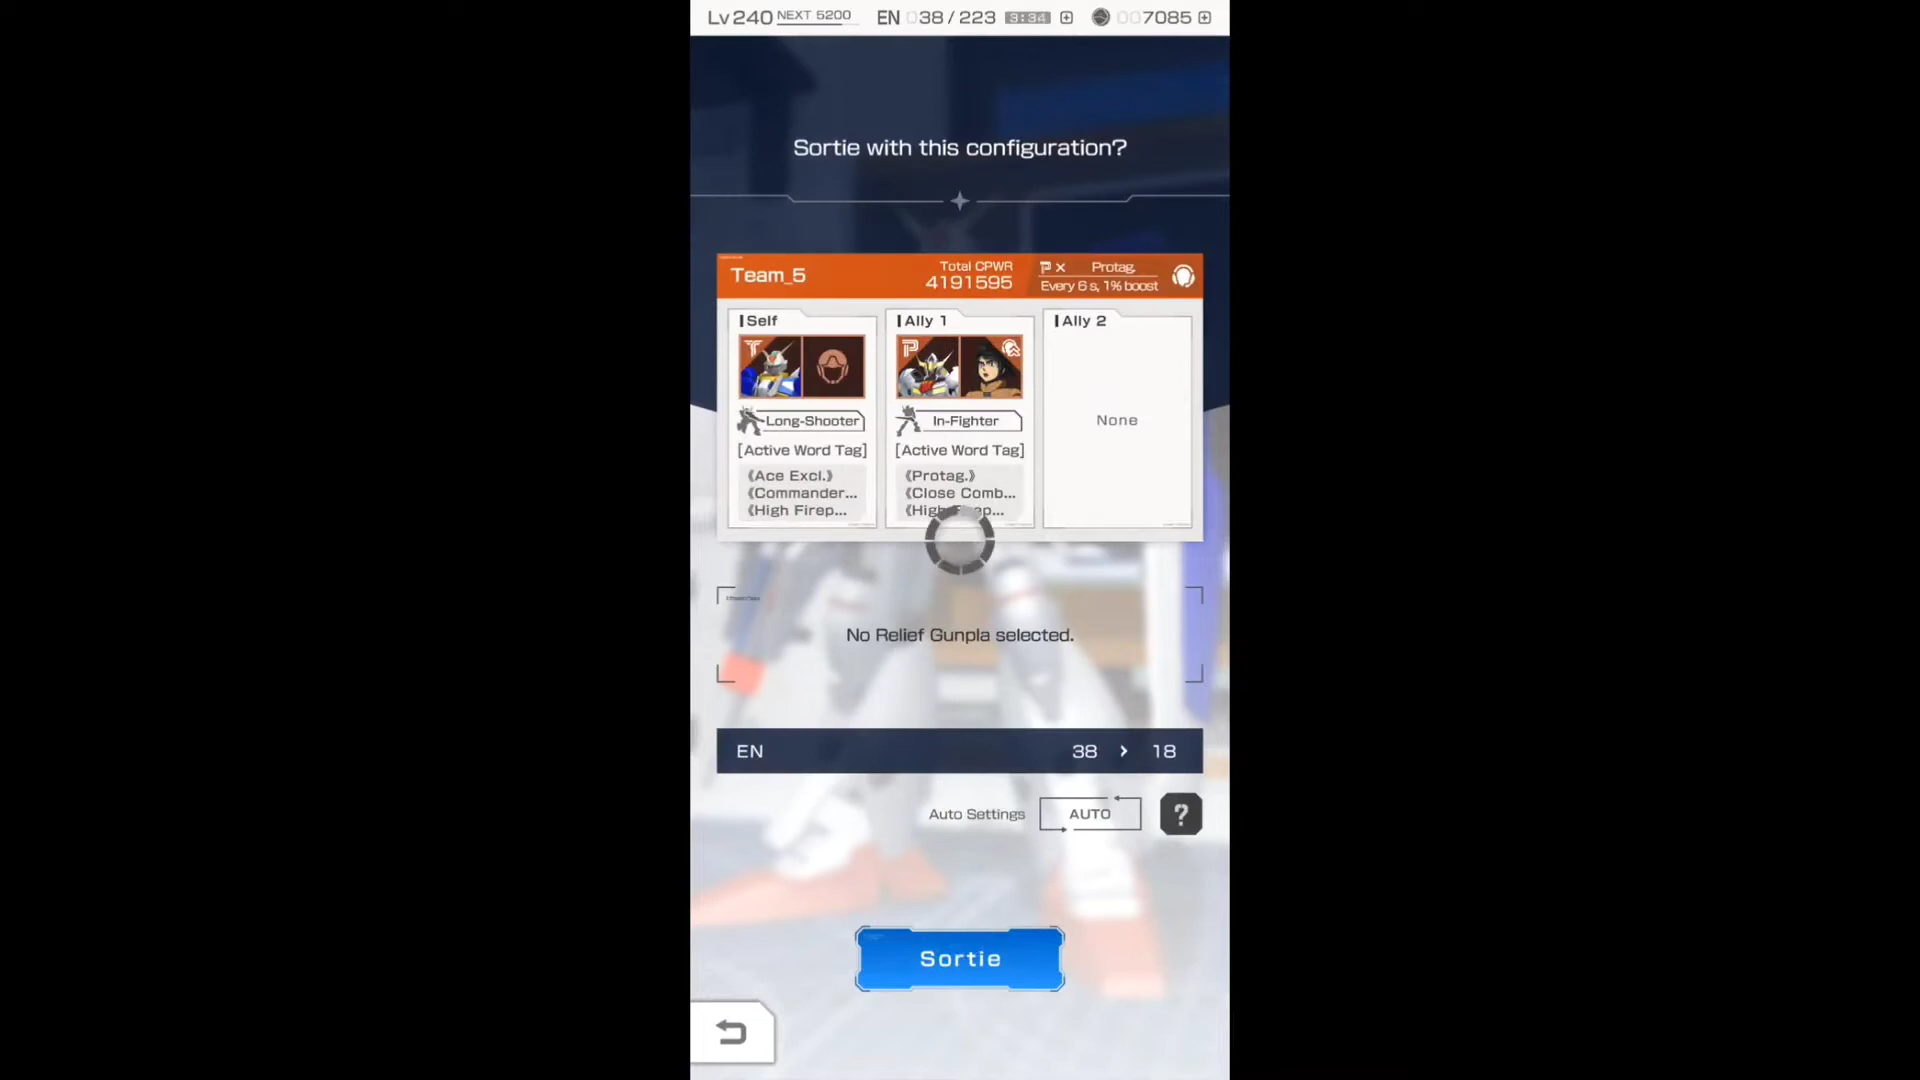 Lv 240 NEXT 5200 EN 038 / 223 3:34 007085
Sortie with this configuration?
Team_5
Total CPWR
4191595
P × Protag.
Every 6 s, 1% boost
Self
T
Long-Shooter
[Active Word Tag]
《Ace Excl.》
《Commander...
《High Firep...
Ally 1
P
In-Fighter
[Active Word Tag]
《Protag.》
《Close Comb...
Ally 2
None
No Relief Gunpla selected.
EN 38 > 18
Auto Settings AUTO ?
Sortie